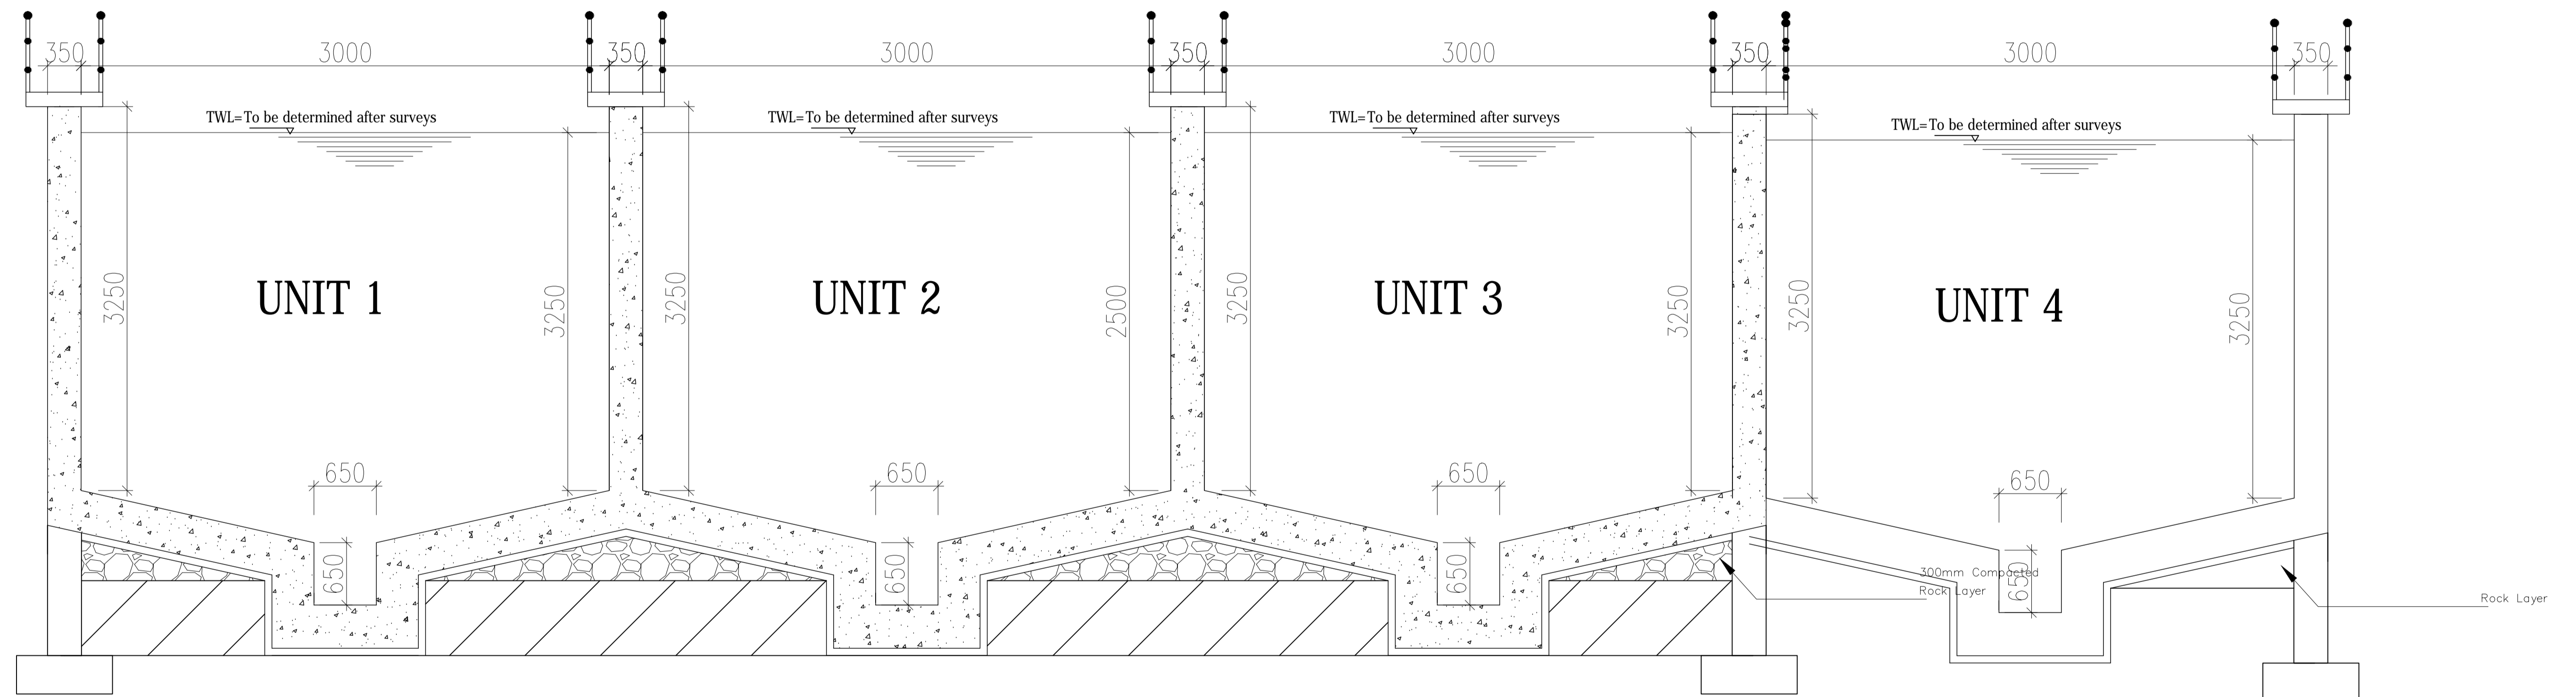 350
3000
350
3000
350
3000
350
3000
350
TWL=To be determined after surveys
TWL=To be determined after surveys
TWL=To be determined after surveys
TWL=To be determined after surveys
3250
UNIT 1
3250
3250
UNIT 2
2500
3250
UNIT 3
3250
3250
UNIT 4
3250
650
650
650
650
650
650
650
650
300mm Compacted
Rock Layer
Rock Layer